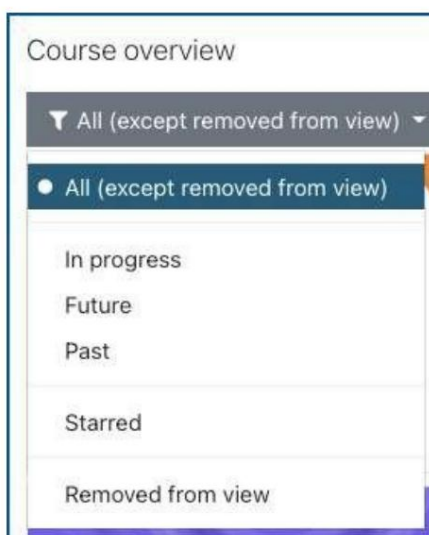 Course overview
All (except removed from view)
All (except removed from view)
In progress
Future
Past
Starred
Removed from view